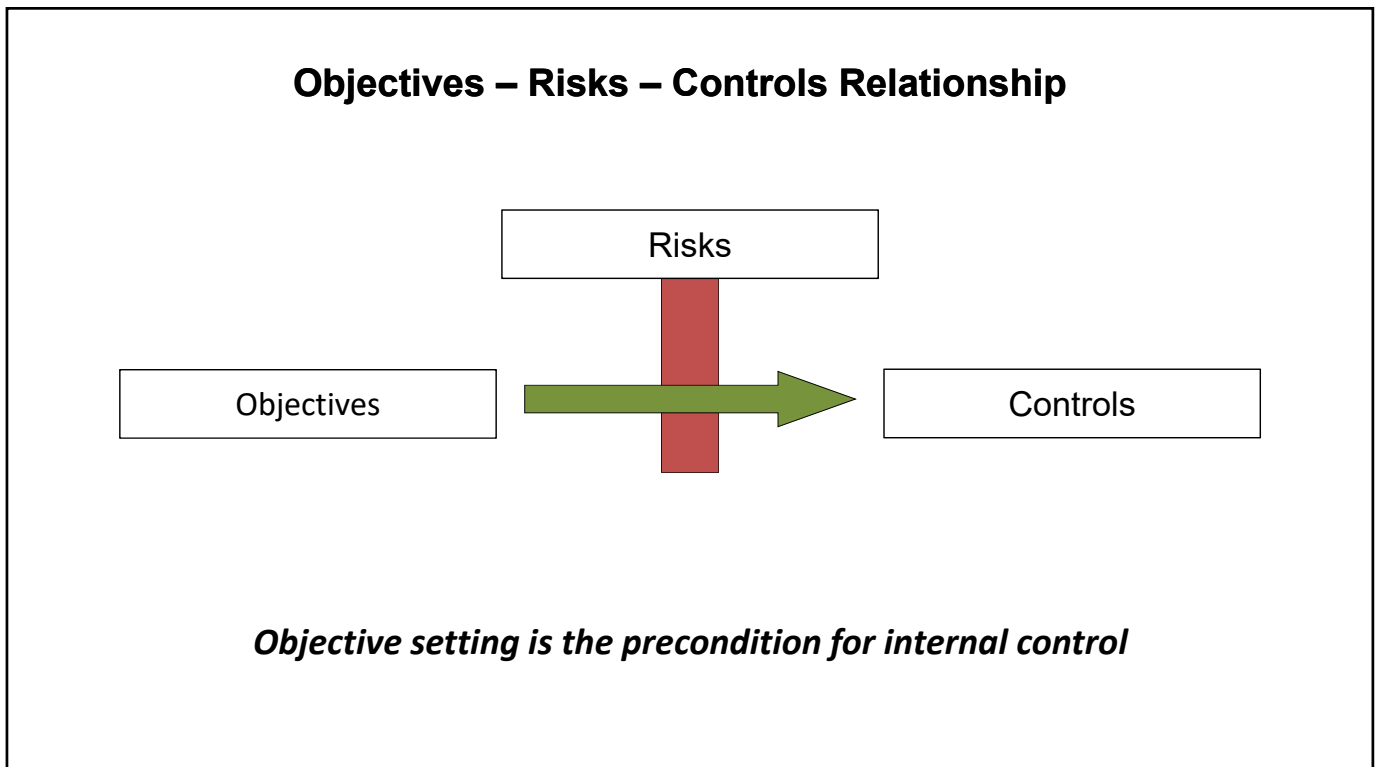 Objectives – Risks – Controls Relationship
Risks
Objectives
Controls
Objective setting is the precondition for internal control